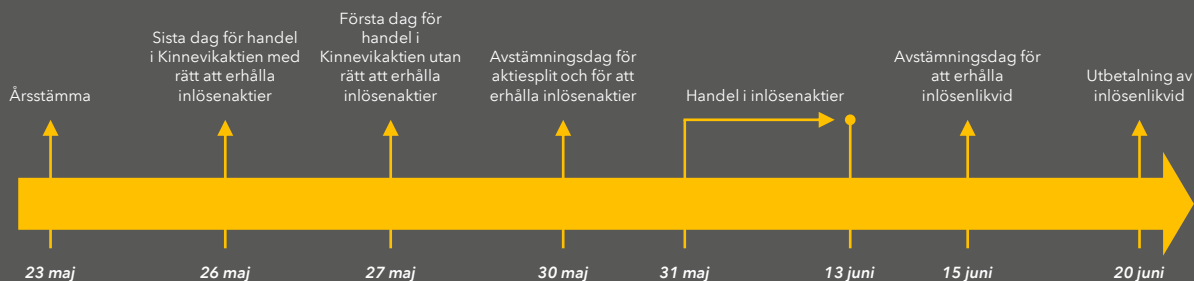 Årsstämma
Sista dag för handel
i Kinnevikaktien med
rätt att erhålla
inlösenaktier
Första dag för
handel i
Kinnevikaktien utan
rätt att erhålla
inlösenaktier
Avstämningsdag för
aktiesplit och för att
erhålla inlösenaktier
Handel i inlösenaktier
Avstämningsdag för
att erhålla
inlösenlikvid
Utbetalning av
inlösenlikvid
23 maj
26 maj
27 maj
30 maj
31 maj
13 juni
15 juni
20 juni